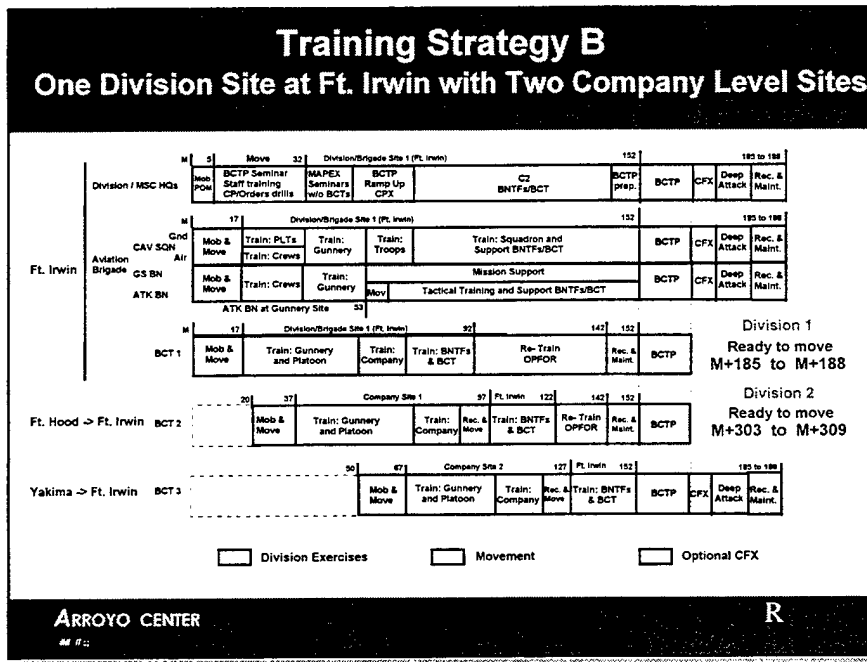 Training Strategy B
One Division Site at Ft. Irwin with Two Company Level Sites
M 5 Move 32 Division/Brigade Site 1 (Ft. Irwin) 152 185 to 188
Division / MSC HQs
Mob POM
BCTP Seminar
Staff training
CP/Orders drills
MAPEX
Seminars
w/o BCTs
BCTP
Ramp Up
CPX
C2
BNTFs/BCT
BCTP
prep.
BCTP
CFX
Deep
Attack
Rec. &
Maint.
M 17 Division/Brigade Site 1 (Ft. Irwin) 152 185 to 188
Ft. Irwin
Aviation
Brigade
Gnd
CAV SQN
Air
Mob &
Move
Train: PLTs
Train: Crews
Train:
Gunnery
Train:
Troops
Train: Squadron and
Support BNTFs/BCT
BCTP
CFX
Deep
Attack
Rec. &
Maint.
GS BN
ATK BN
Mob &
Move
Train: Crews
Train:
Gunnery
Mission Support
Mov
Tactical Training and Support BNTFs/BCT
BCTP
CFX
Deep
Attack
Rec. &
Maint.
ATK BN at Gunnery Site 53
M 17 Division/Brigade Site 1 (Ft. Irwin) 92 142 152
BCT 1
Mob &
Move
Train: Gunnery
and Platoon
Train:
Company
Train: BNTFs
& BCT
Re- Train
OPFOR
Rec. &
Maint.
BCTP
Division 1
Ready to move
M+185 to M+188
20 37 Company Site 1 97 Ft. Irwin 122 142 152
Ft. Hood -> Ft. Irwin BCT 2
Mob &
Move
Train: Gunnery
and Platoon
Train:
Company
Rec. &
Move
Train: BNTFs
& BCT
Re- Train
OPFOR
Rec. &
Maint.
BCTP
Division 2
Ready to move
M+303 to M+309
50 67 Company Site 2 127 Ft. Irwin 152 185 to 188
Yakima -> Ft. Irwin BCT 3
Mob &
Move
Train: Gunnery
and Platoon
Train:
Company
Rec. &
Move
Train: BNTFs
& BCT
BCTP
CFX
Deep
Attack
Rec. &
Maint.
Division Exercises
Movement
Optional CFX
ARROYO CENTER
R